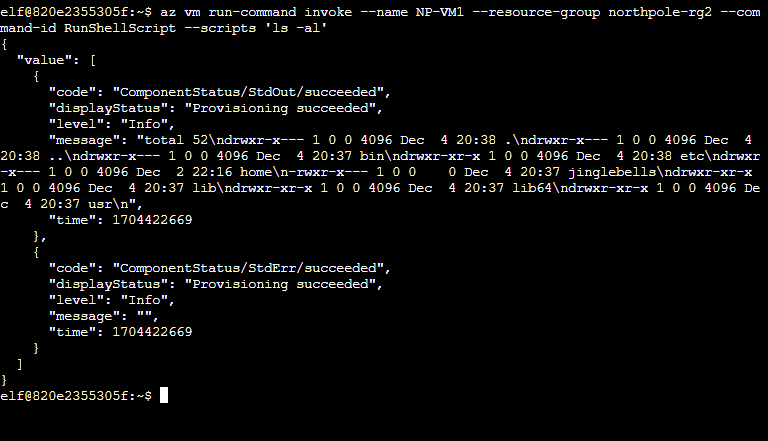 elf@820e2355305f:~$ az vm run-command invoke --name NP-VM1 --resource-group northpole-rg2 --com
mand-id RunShellScript --scripts 'ls -al'
{
  "value": [
    {
      "code": "ComponentStatus/StdOut/succeeded",
      "displayStatus": "Provisioning succeeded",
      "level": "Info",
      "message": "total 52\ndrwxr-x--- 1 0 0 4096 Dec  4 20:38 .\ndrwxr-x--- 1 0 0 4096 Dec  4
20:38 ..\ndrwxr-x--- 1 0 0 4096 Dec  4 20:37 bin\ndrwxr-xr-x 1 0 0 4096 Dec  4 20:38 etc\ndrwxr
-x--- 1 0 0 4096 Dec  2 22:16 home\n-rwxr-x--- 1 0 0    0 Dec  4 20:37 jinglebells\ndrwxr-xr-x
1 0 0 4096 Dec  4 20:37 lib\ndrwxr-xr-x 1 0 0 4096 Dec  4 20:37 lib64\ndrwxr-xr-x 1 0 0 4096 De
c  4 20:37 usr\n",
      "time": 1704422669
    },
    {
      "code": "ComponentStatus/StdErr/succeeded",
      "displayStatus": "Provisioning succeeded",
      "level": "Info",
      "message": "",
      "time": 1704422669
    }
  ]
}
elf@820e2355305f:~$